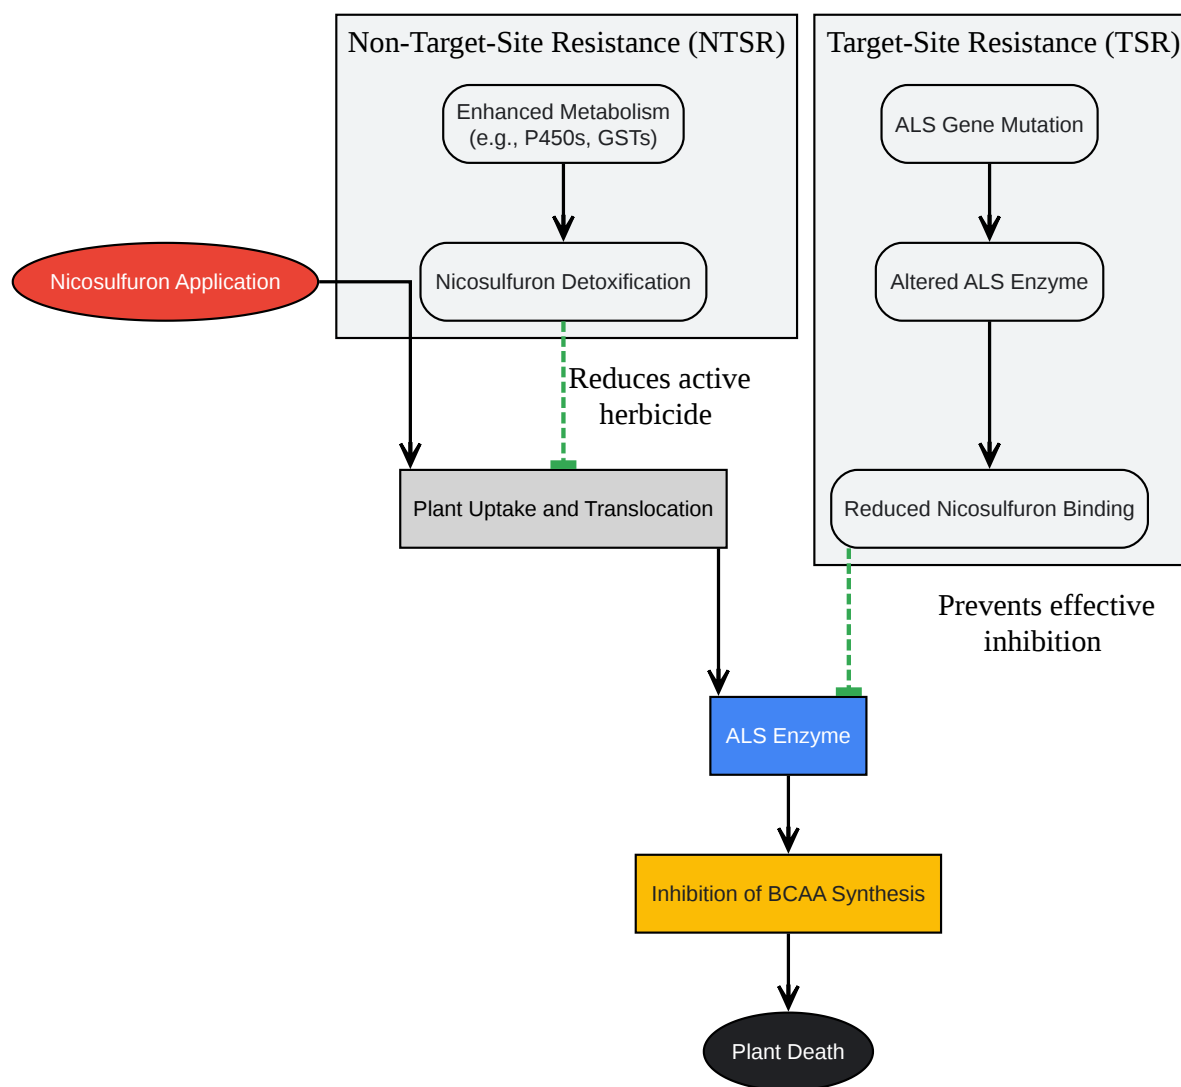 Non-Target-Site Resistance (NTSR)
Enhanced Metabolism
(e.g., P450s, GSTs)
Nicosulfuron Detoxification
Target-Site Resistance (TSR)
ALS Gene Mutation
Altered ALS Enzyme
Reduced Nicosulfuron Binding
Nicosulfuron Application
Reduces active
herbicide
Plant Uptake and Translocation
Prevents effective
inhibition
ALS Enzyme
Inhibition of BCAA Synthesis
Plant Death